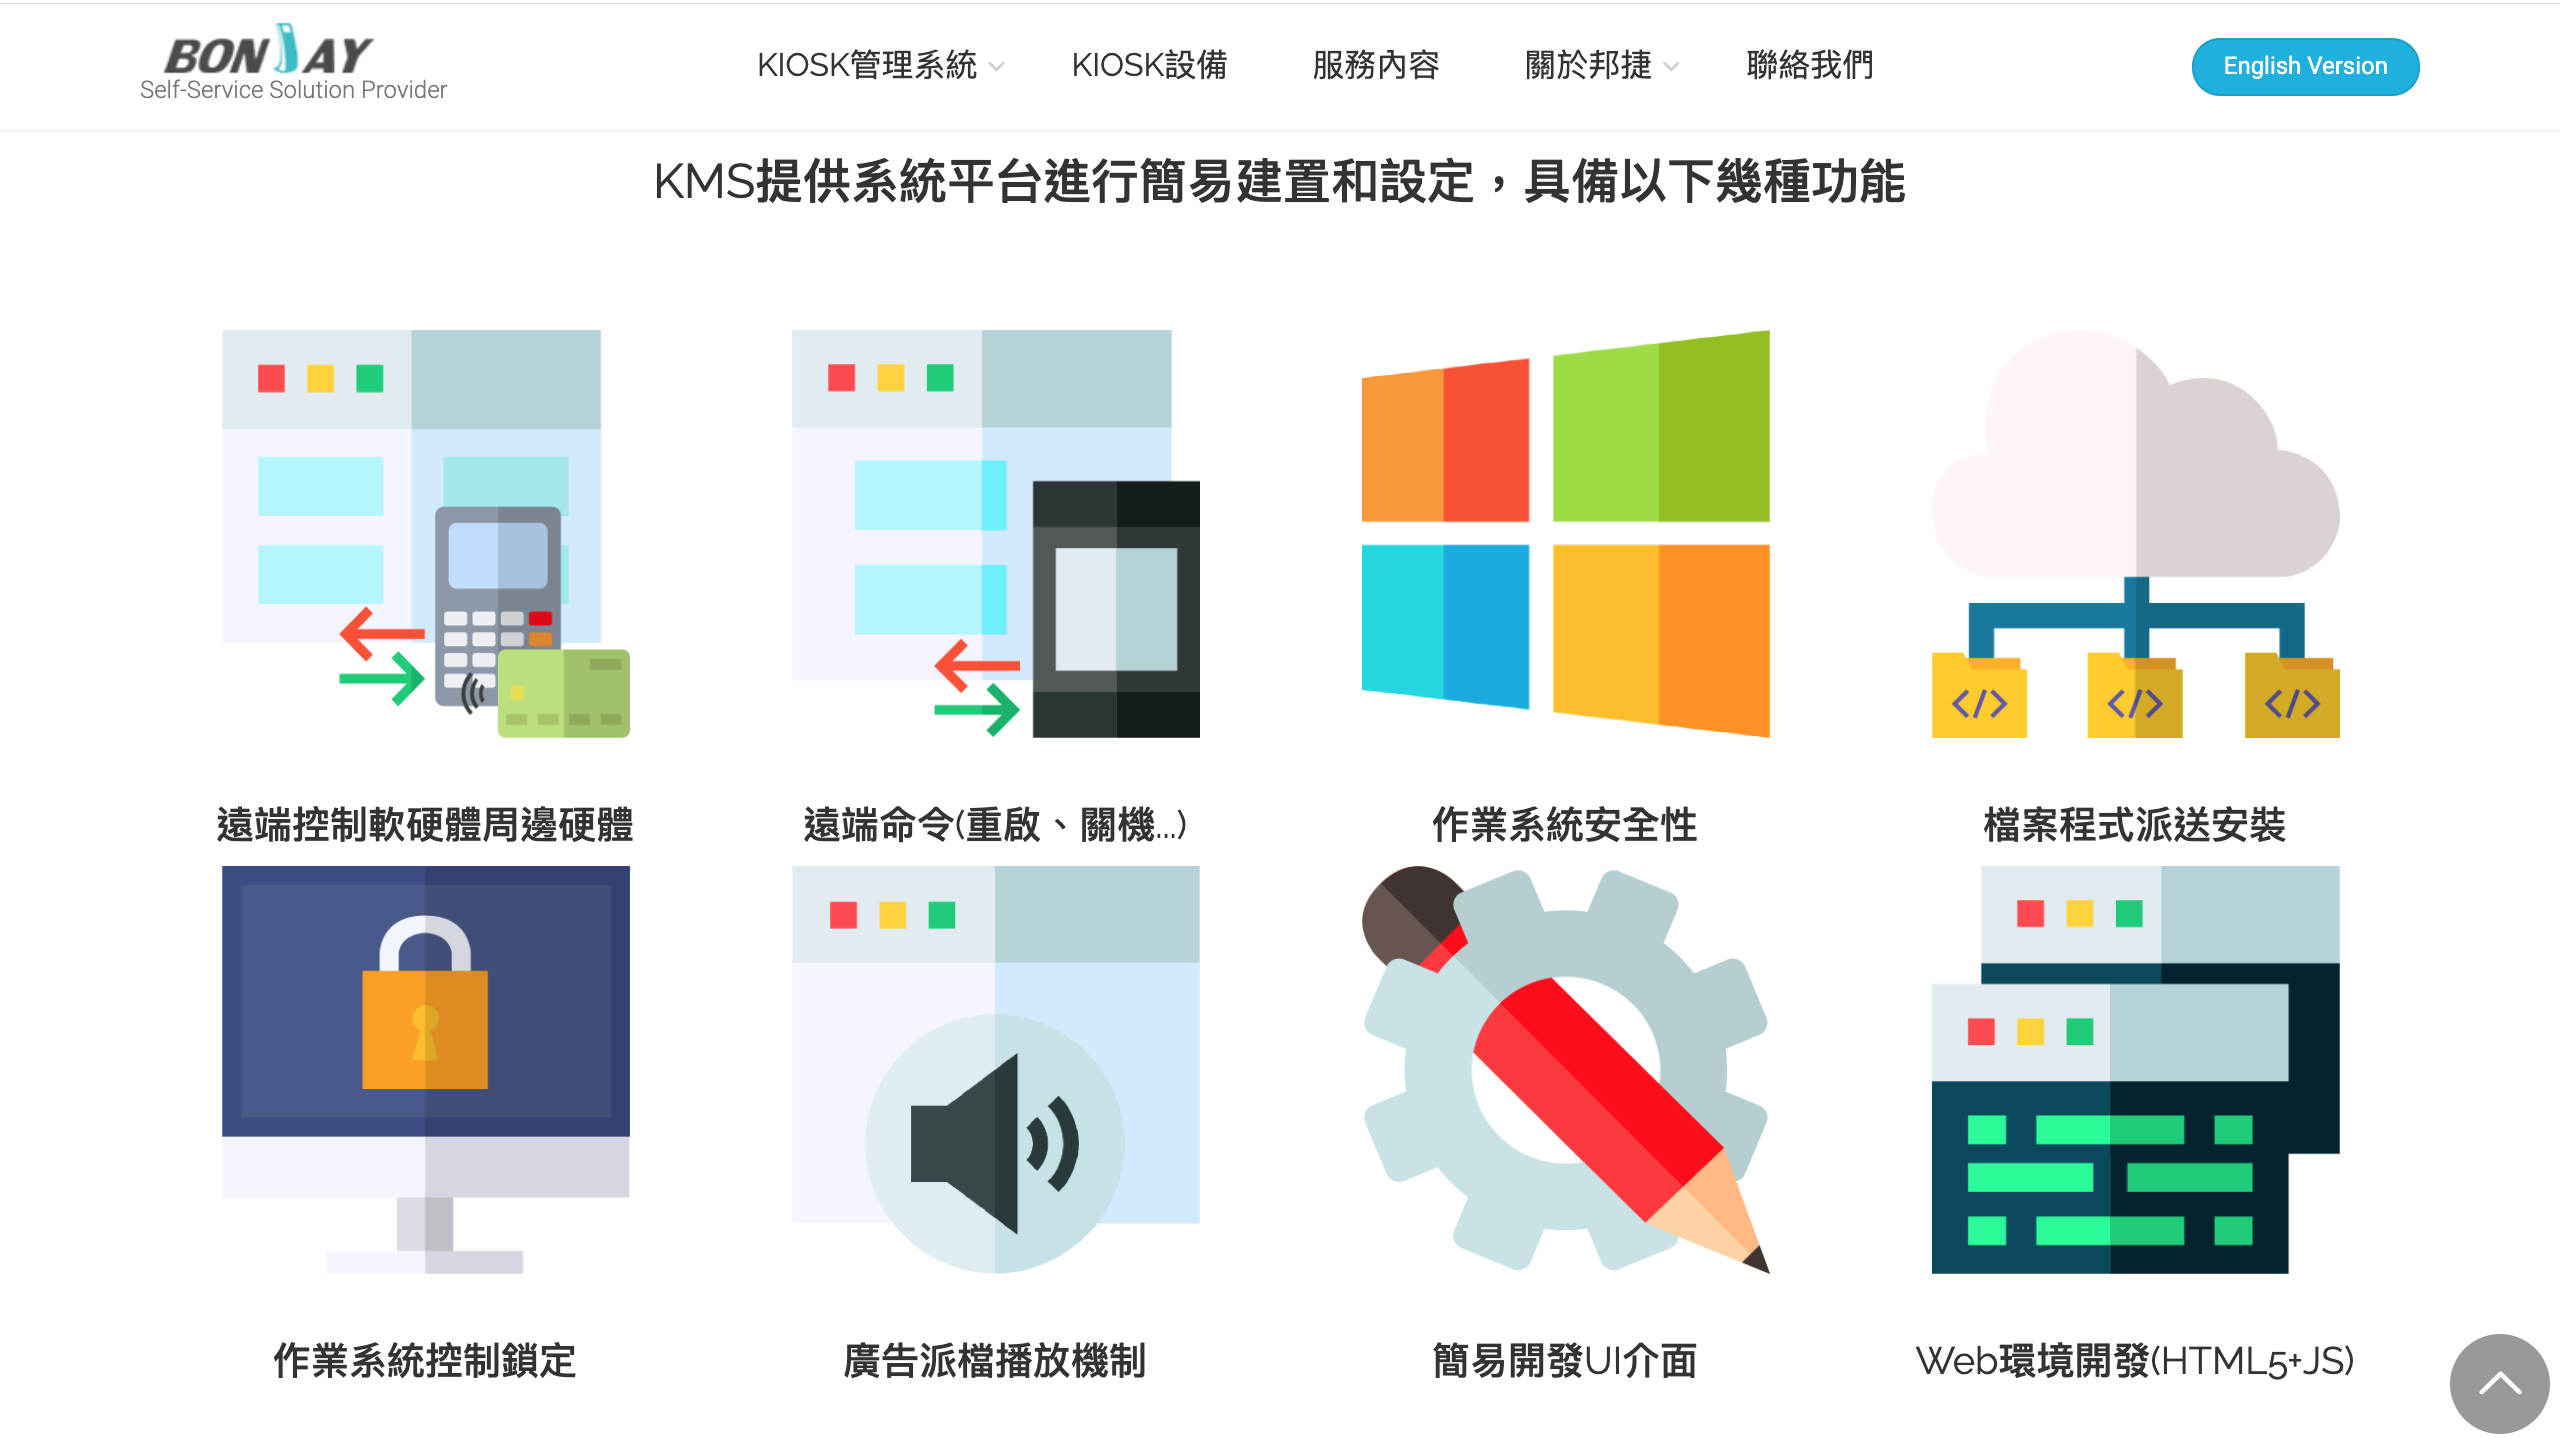 BONJAY
Self-Service Solution Provider
KIOSK管理系統
KIOSK設備
服務內容
關於邦捷
聯絡我們
English Version
KMS提供系統平台進行簡易建置和設定，具備以下幾種功能
遠端控制軟硬體周邊硬體
遠端命令(重啟、關機...)
作業系統安全性
檔案程式派送安裝
作業系統控制鎖定
廣告派檔播放機制
簡易開發UI介面
Web環境開發(HTML5+JS)